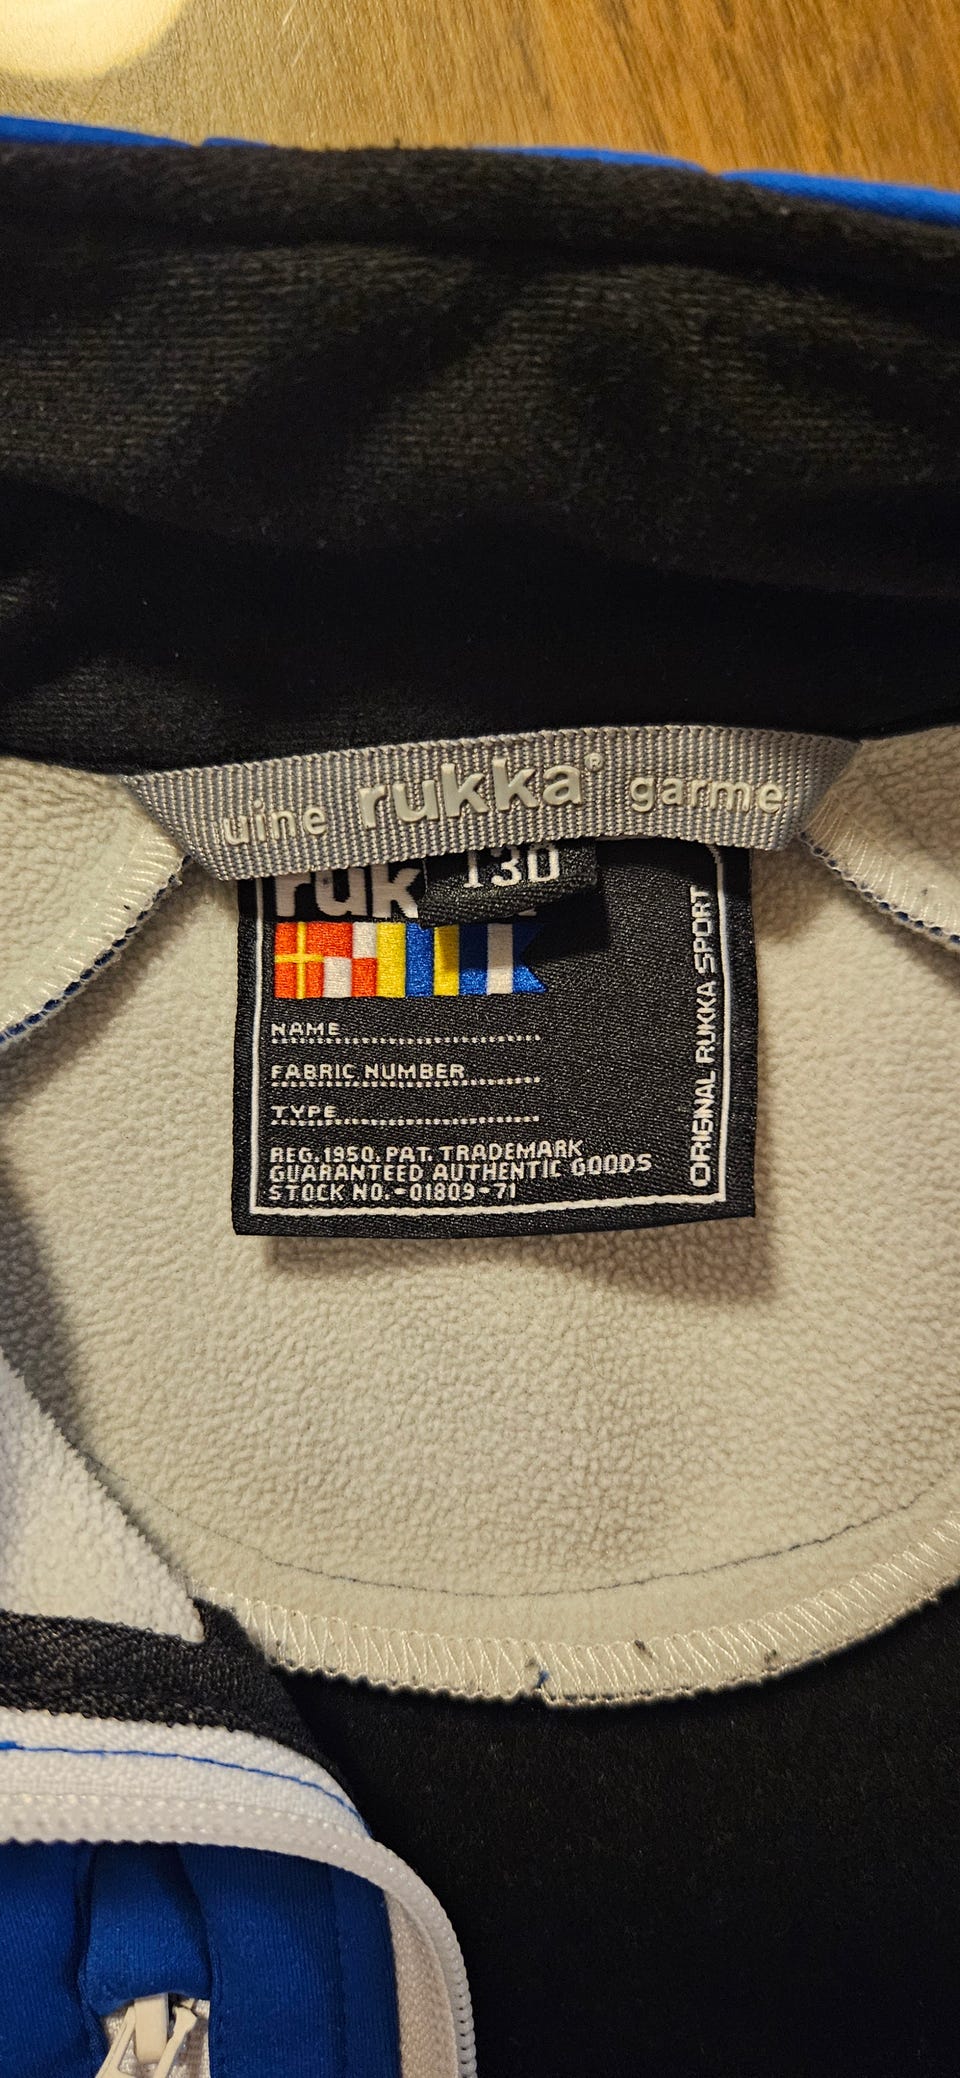 uine rukka® garme
130
ruk
NAME
FABRIC NUMBER
TYPE
REG. 1950. PAT. TRADEMARK
GUARANTEED AUTHENTIC GOODS
STOCK NO.-01809-71
ORIGINAL RUKKA SPORT